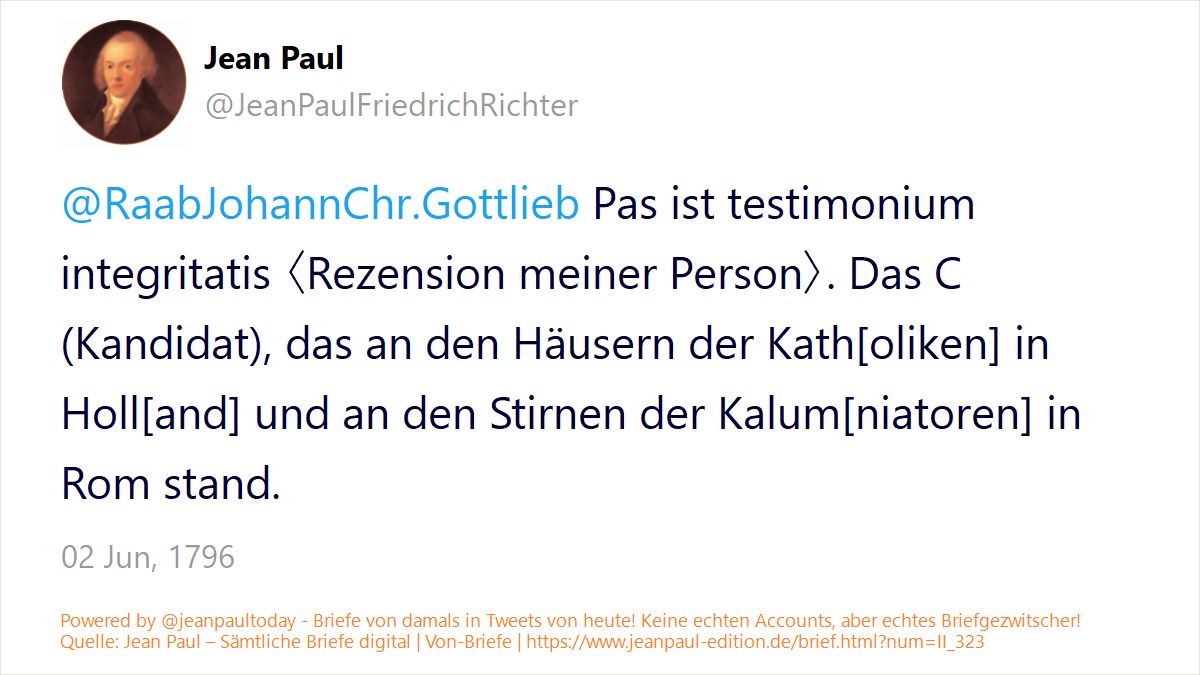 Jean Paul
@JeanPaulFriedrichRichter
@RaabJohannChr.Gottlieb Pas ist testimonium
integritatis 〈Rezension meiner Person〉. Das C
(Kandidat), das an den Häusern der Kath[oliken] in
Holl[and] und an den Stirnen der Kalum[niatoren] in
Rom stand.
02 Jun, 1796
Powered by @jeanpaultoday - Briefe von damals in Tweets von heute! Keine echten Accounts, aber echtes Briefgezwitscher!
Quelle: Jean Paul – Sämtliche Briefe digital | Von-Briefe | https://www.jeanpaul-edition.de/brief.html?num=II_323